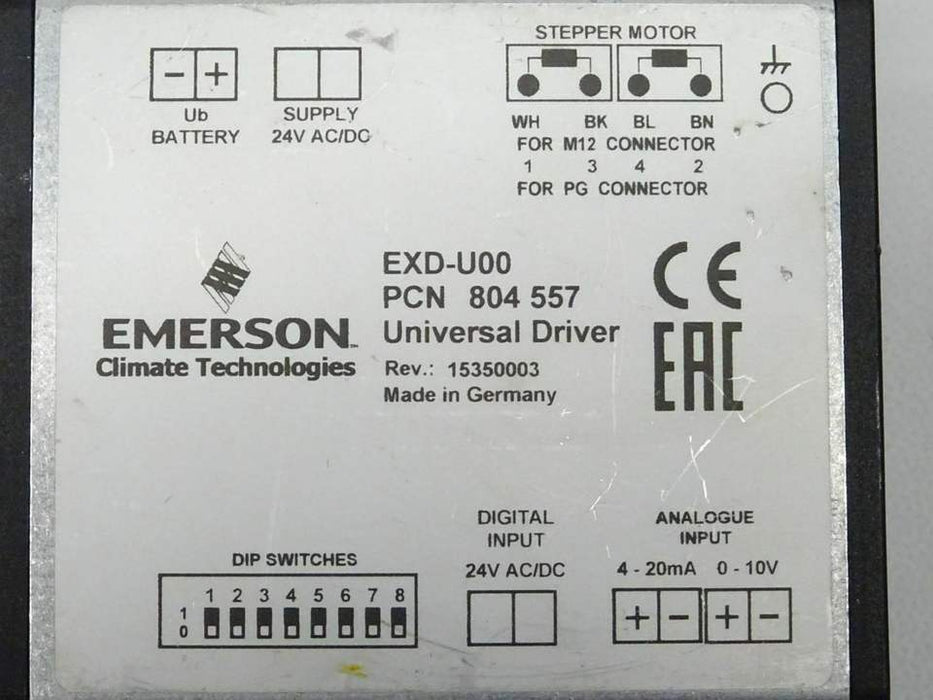 STEPPER MOTOR
- +
Ub
BATTERY
SUPPLY
24V AC/DC
WH BK BL BN
FOR M12 CONNECTOR
1 3 4 2
FOR PG CONNECTOR
EMERSON™
Climate Technologies
EXD-U00
PCN 804 557
Universal Driver
Rev.: 15350003
Made in Germany
CE
EAC
DIP SWITCHES
1 2 3 4 5 6 7 8
1
0
DIGITAL
INPUT
24V AC/DC
ANALOGUE
INPUT
4 - 20mA 0 - 10V
+ - + -